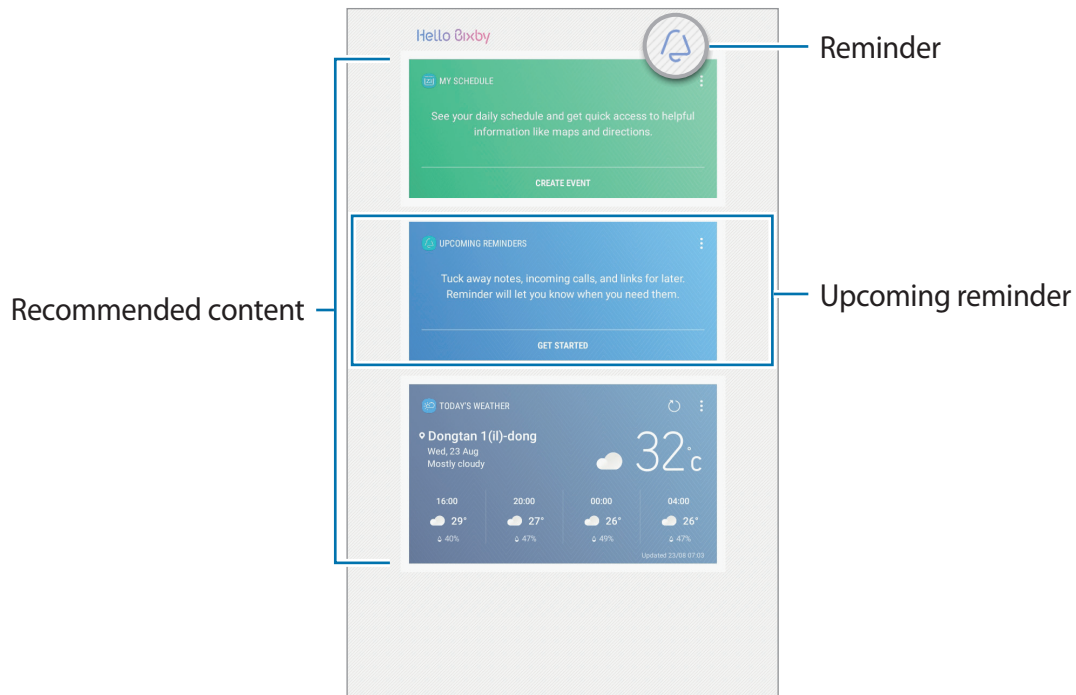 Hello Bixby
Reminder
MY SCHEDULE
See your daily schedule and get quick access to helpful
information like maps and directions.
CREATE EVENT
UPCOMING REMINDERS
Tuck away notes, incoming calls, and links for later.
Reminder will let you know when you need them.
GET STARTED
Recommended content
Upcoming reminder
TODAY'S WEATHER
Dongtan 1(il)-dong
Wed, 23 Aug
Mostly cloudy
32°c
16:00 20:00 00:00 04:00
29° 27° 26° 26°
40% 47% 49% 47%
Updated 23/08 07:03